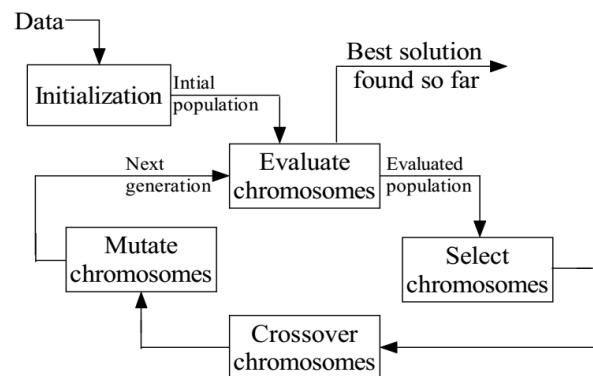 Data
Initialization
Intial
population
Best solution
found so far
Evaluate
chromosomes
Evaluated
population
Select
chromosomes
Crossover
chromosomes
Mutate
chromosomes
Next
generation